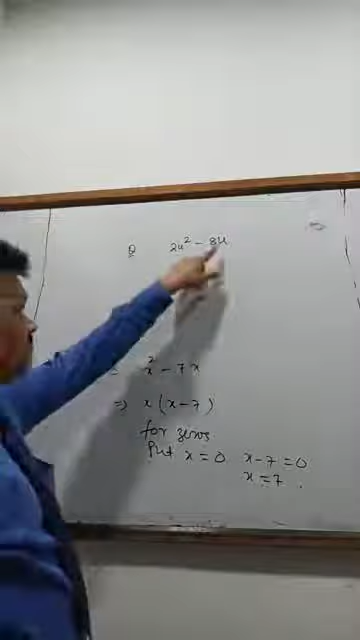 Q 2u² - 8u
= x² - 7x
⇒ x (x-7)
for zeros
Put x = 0 x-7 = 0
x = 7